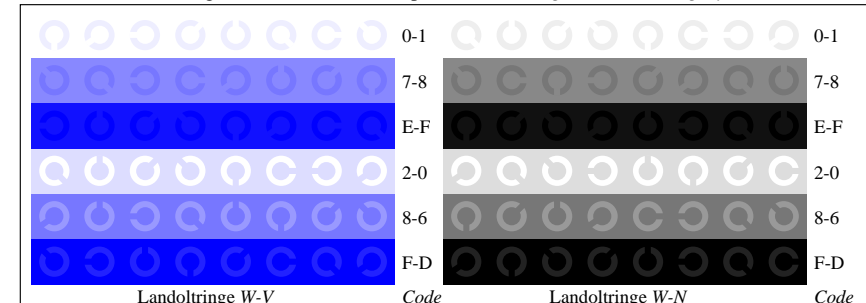 0-1 0-1
7-8 7-8
E-F E-F
2-0 2-0
8-6 8-6
F-D F-D
Landoltringe W-V Code Landoltringe W-N Code